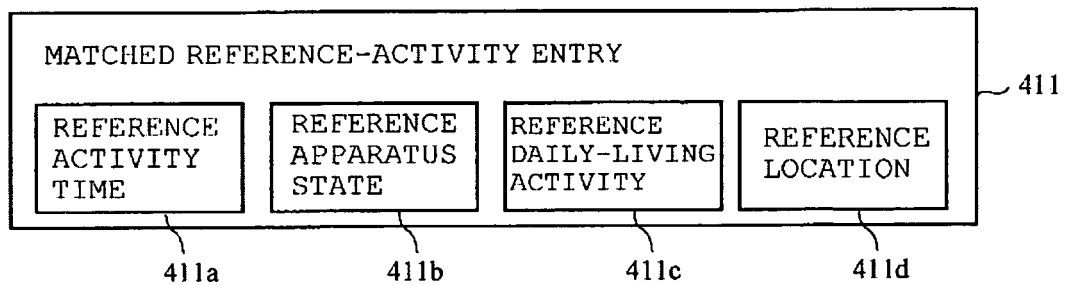 MATCHED REFERENCE-ACTIVITY ENTRY
411
REFERENCE
ACTIVITY
TIME
REFERENCE
APPARATUS
STATE
REFERENCE
DAILY-LIVING
ACTIVITY
REFERENCE
LOCATION
411a
411b
411c
411d